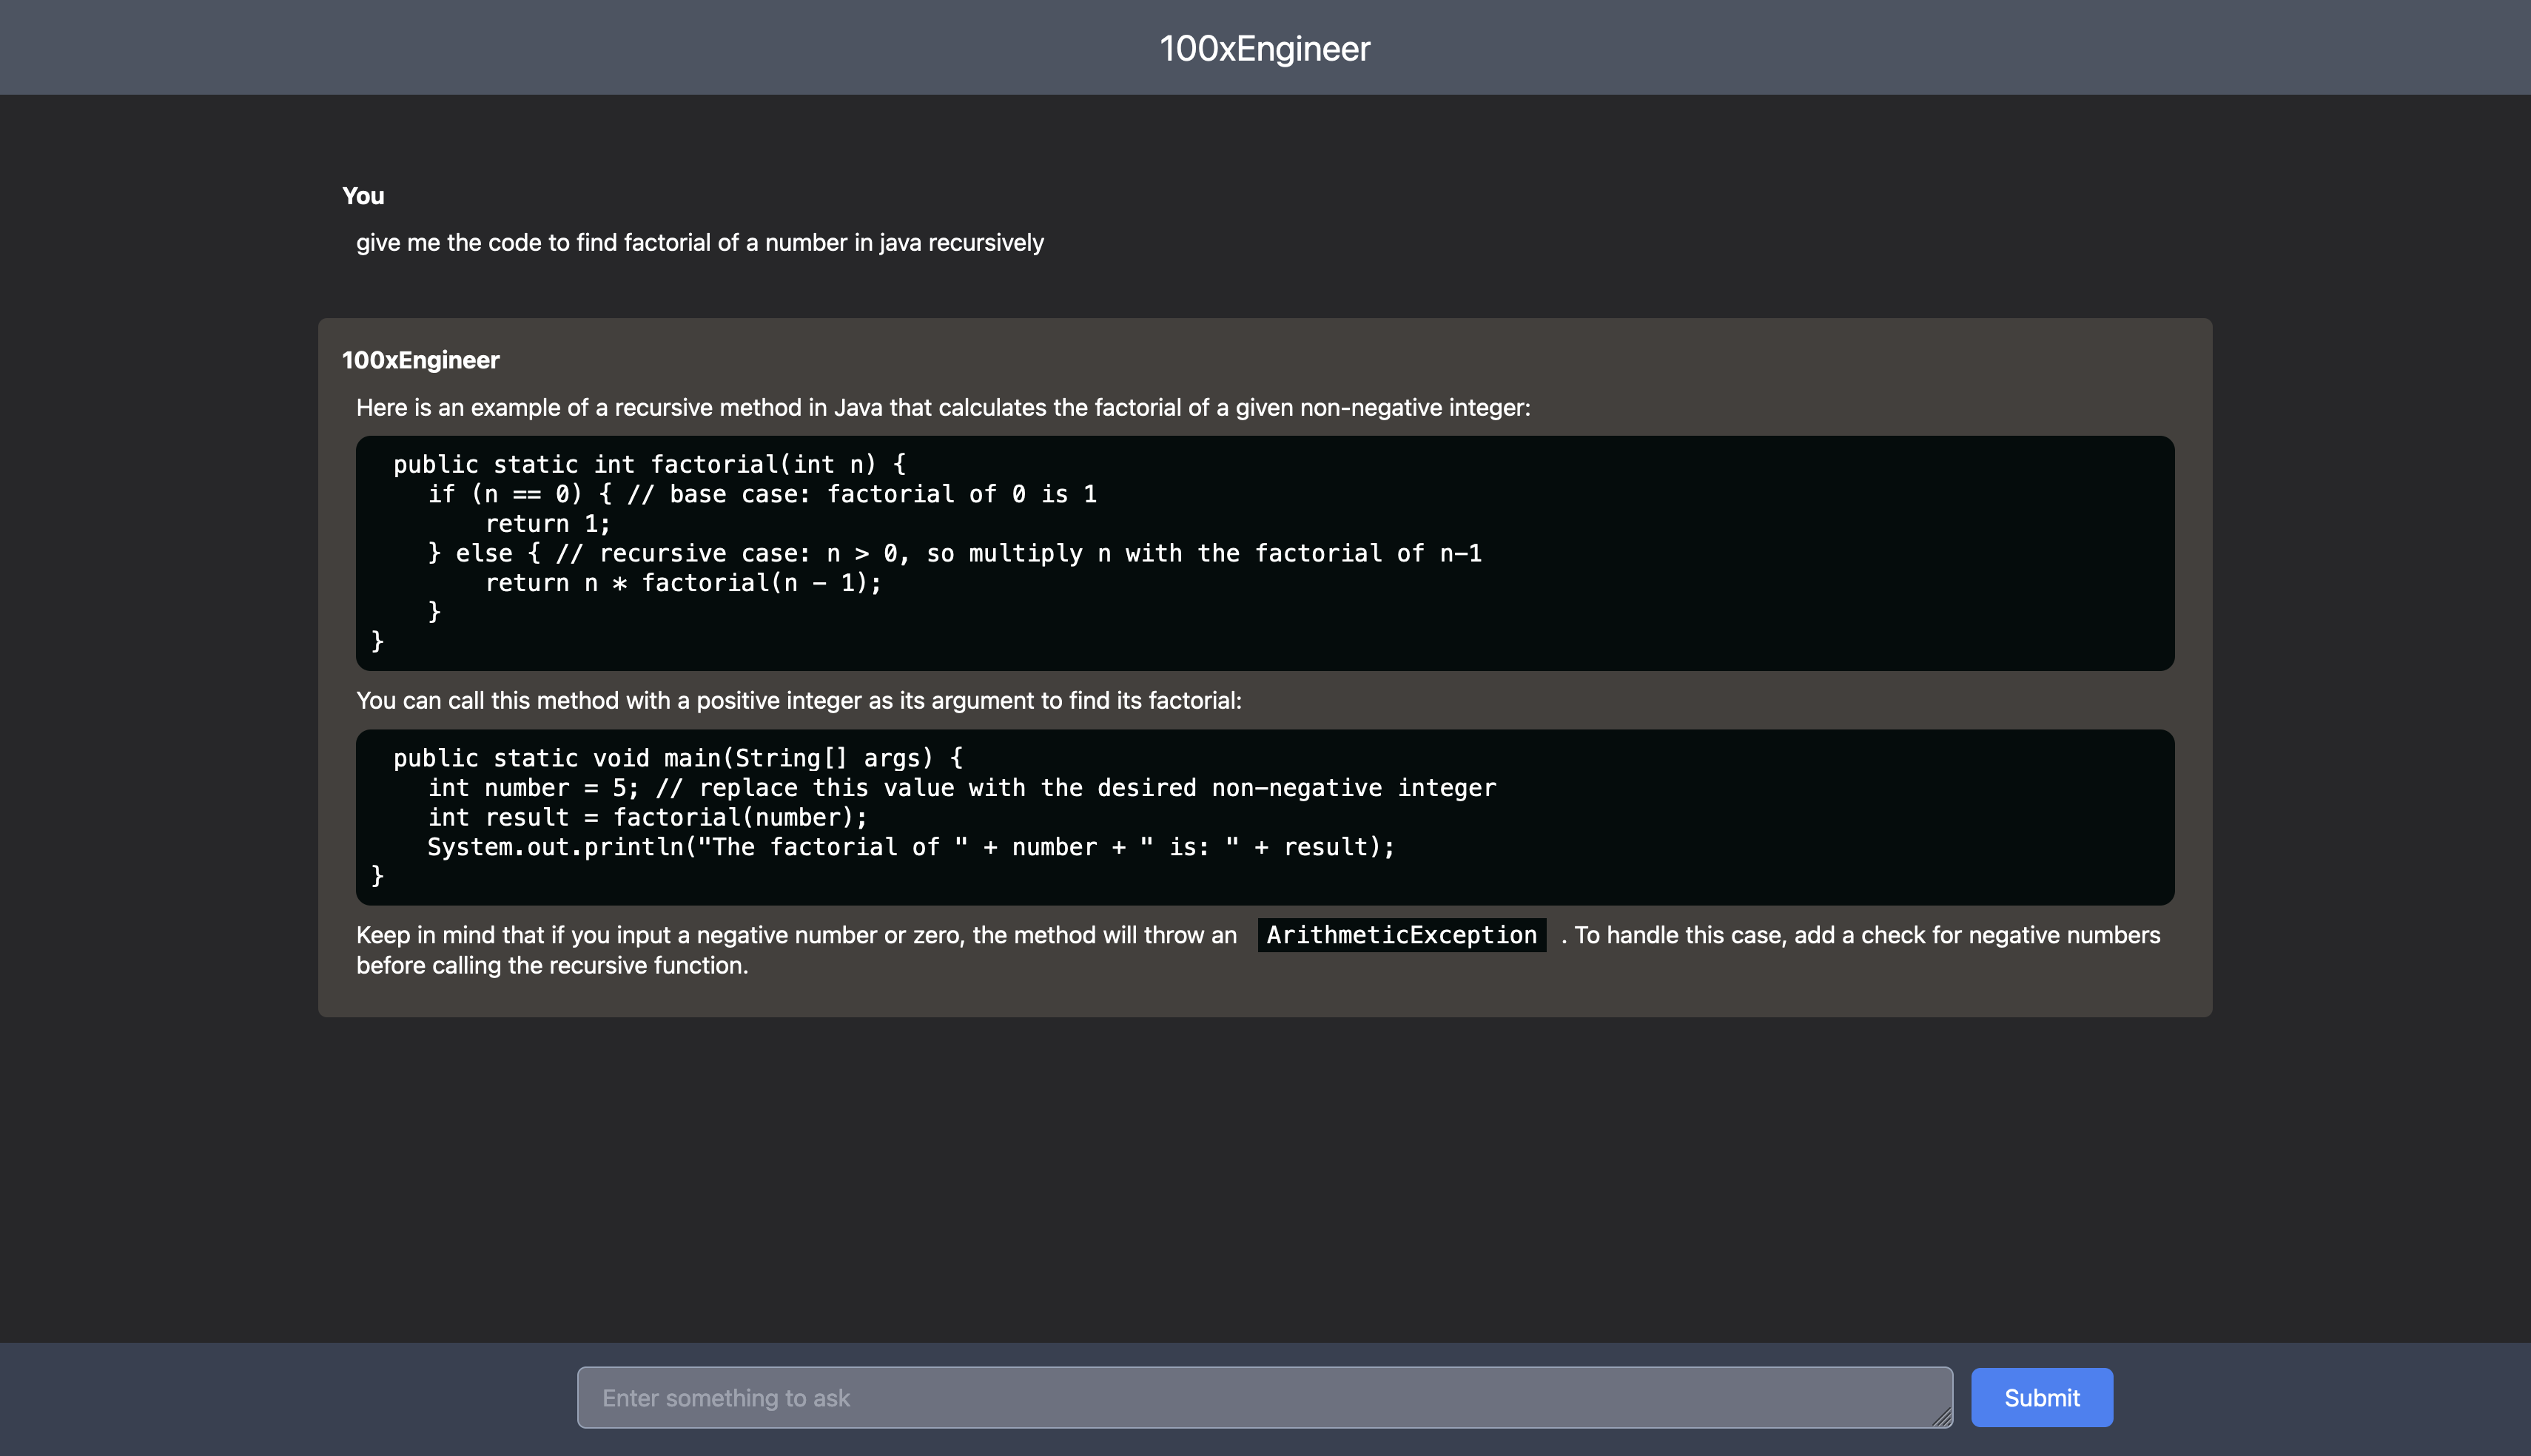 100xEngineer
You
give me the code to find factorial of a number in java recursively
100xEngineer
Here is an example of a recursive method in Java that calculates the factorial of a given non-negative integer:
public static int factorial(int n) {
    if (n == 0) { // base case: factorial of 0 is 1
        return 1;
    } else { // recursive case: n > 0, so multiply n with the factorial of n-1
        return n * factorial(n - 1);
    }
}
You can call this method with a positive integer as its argument to find its factorial:
public static void main(String[] args) {
    int number = 5; // replace this value with the desired non-negative integer
    int result = factorial(number);
    System.out.println("The factorial of " + number + " is: " + result);
}
Keep in mind that if you input a negative number or zero, the method will throw an ArithmeticException . To handle this case, add a check for negative numbers
before calling the recursive function.
Enter something to ask
Submit